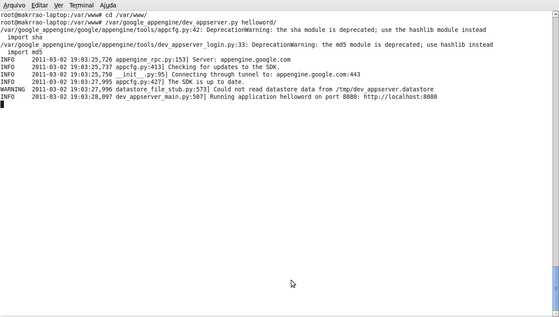 Arquivo Editar Ver Terminal Ajuda
root@makrrao-laptop:/var/www# cd /var/www/
root@makrrao-laptop:/var/www# /var/google_appengine/dev_appserver.py helloword/
/var/google_appengine/google/appengine/tools/appcfg.py:42: DeprecationWarning: the sha module is deprecated; use the hashlib module instead
import sha
/var/google_appengine/google/appengine/tools/dev_appserver_login.py:33: DeprecationWarning: the md5 module is deprecated; use hashlib instead
import md5
INFO 2011-03-02 19:03:25,726 appengine_rpc.py:153] Server: appengine.google.com
INFO 2011-03-02 19:03:25,737 appcfg.py:413] Checking for updates to the SDK.
INFO 2011-03-02 19:03:25,750 __init__.py:95] Connecting through tunnel to: appengine.google.com:443
INFO 2011-03-02 19:03:27,995 appcfg.py:427] The SDK is up to date.
WARNING 2011-03-02 19:03:27,996 datastore_file_stub.py:573] Could not read datastore data from /tmp/dev_appserver.datastore
INFO 2011-03-02 19:03:28,097 dev_appserver_main.py:507] Running application helloword on port 8080: http://localhost:8080